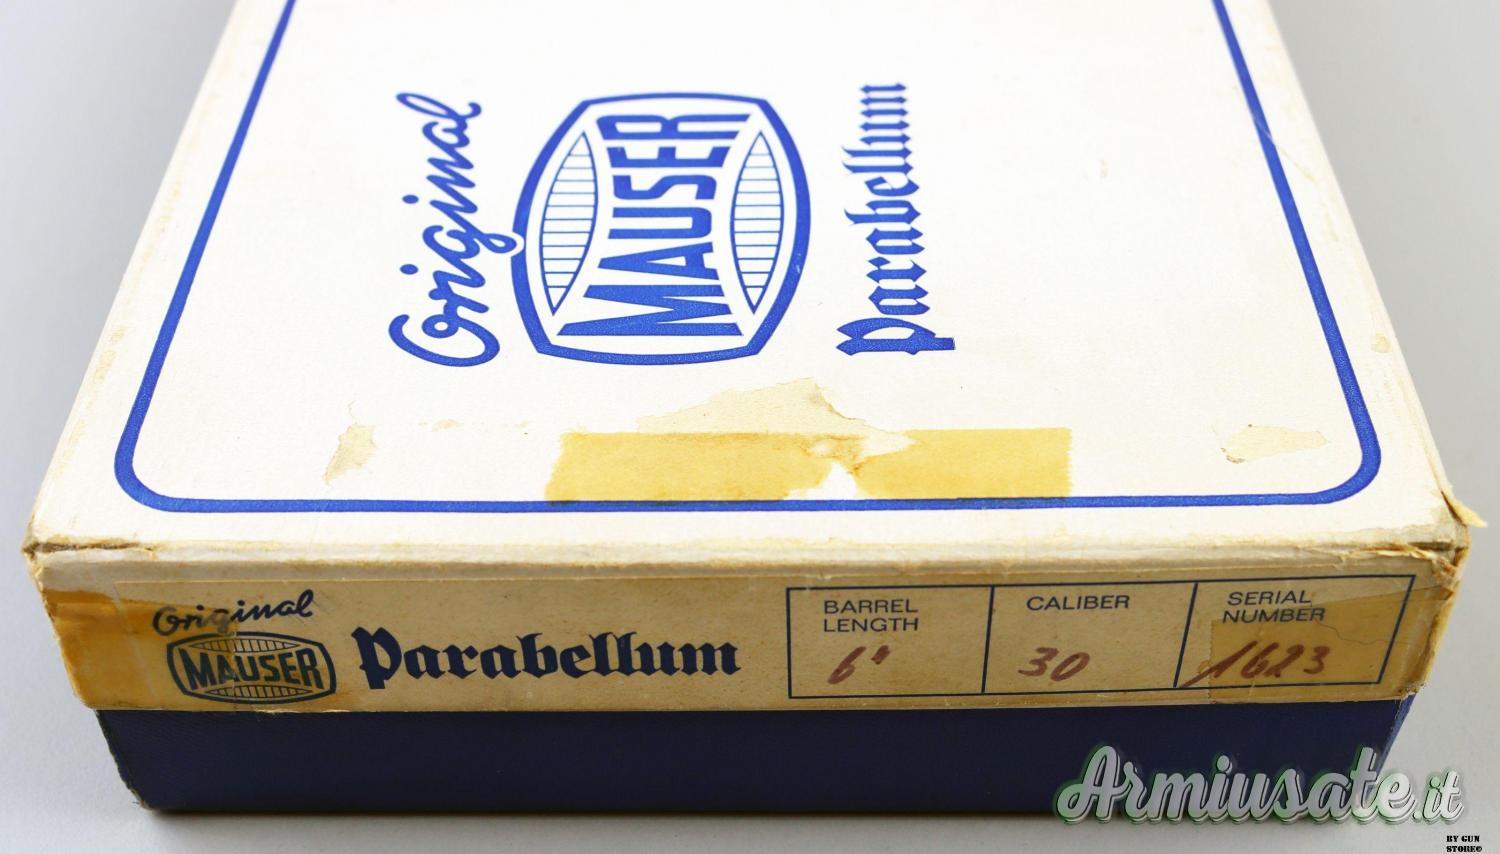 Original
MAUSER
Parabellum
Original
MAUSER
Parabellum
BARREL
LENGTH
6"
CALIBER
30
SERIAL
NUMBER
1623
Armiusate.it
BY GUN
STORE©